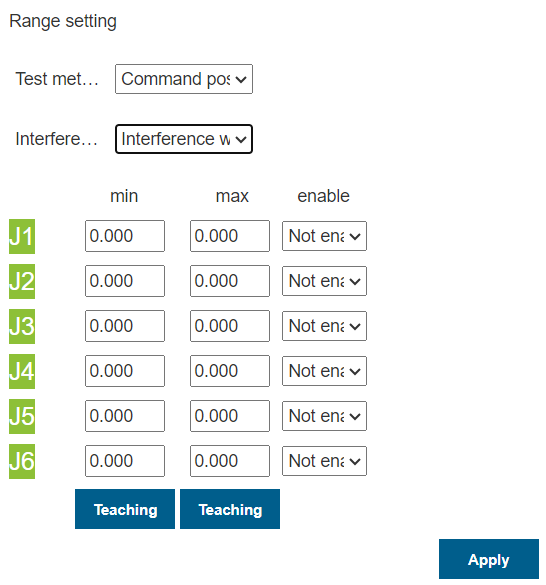 Range setting
Test met... Command pos
Interfere... Interference w
min max enable
J1 0.000 0.000 Not ena
J2 0.000 0.000 Not ena
J3 0.000 0.000 Not ena
J4 0.000 0.000 Not ena
J5 0.000 0.000 Not ena
J6 0.000 0.000 Not ena
Teaching Teaching
Apply